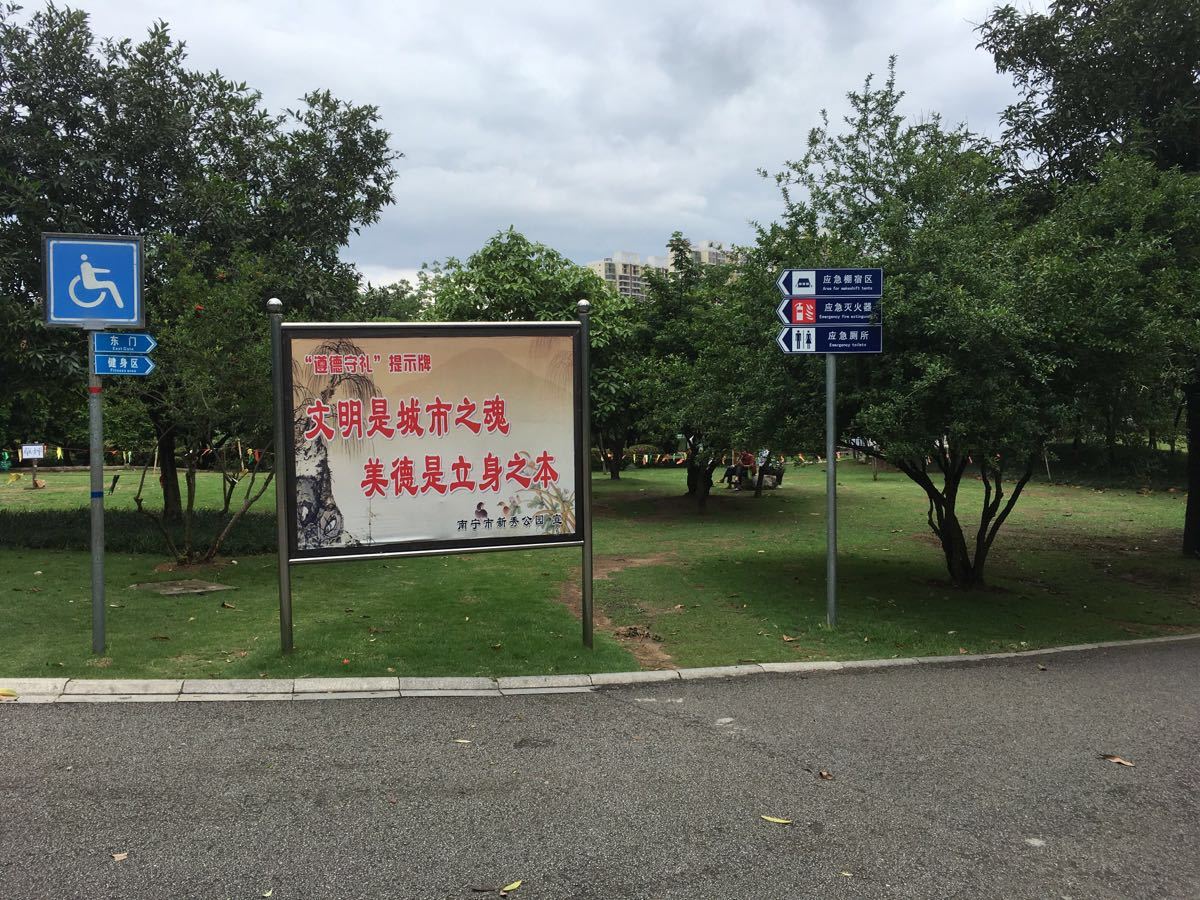 东门
East Gate
健身区
Fitness area
“遵德守礼”提示牌
文明是城市之魂
美德是立身之本
南宁市新秀公园 宣
应急棚宿区
Area for makeshift tents
应急灭火器
Emergency fire extinguishers
应急厕所
Emergency toilets